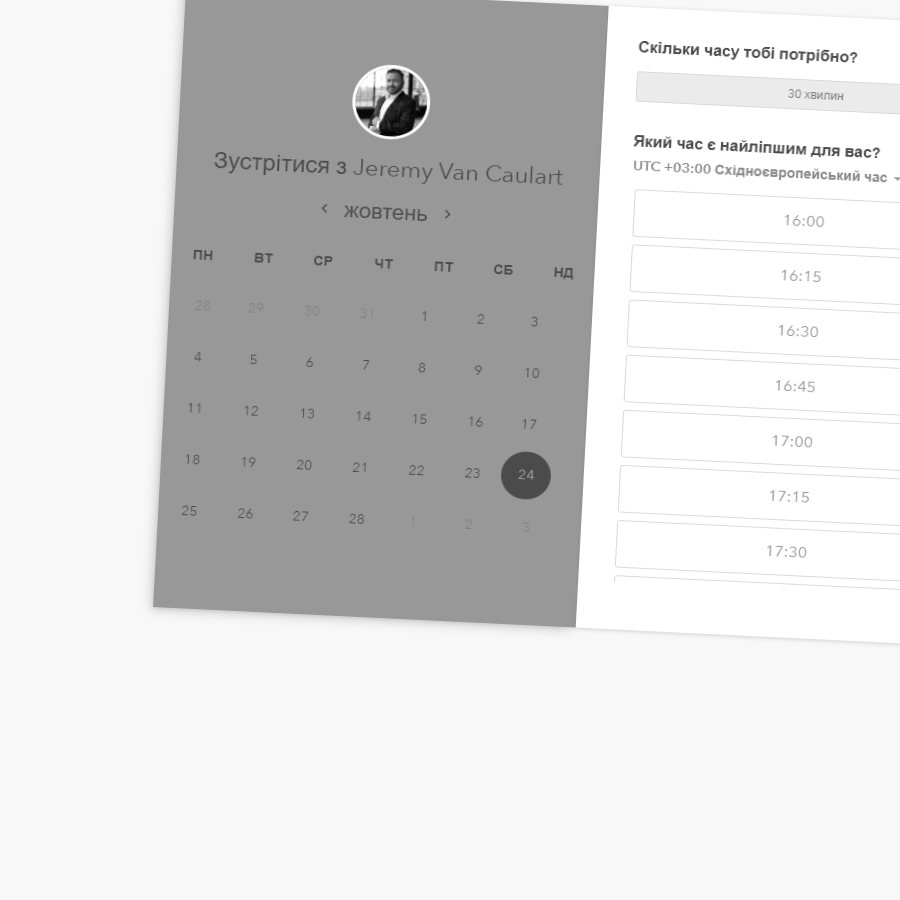 Зустрітися з Jeremy Van Caulart
жовтень
ПН ВТ СР ЧТ ПТ СБ НД
28 29 30 31 1 2 3
4 5 6 7 8 9 10
11 12 13 14 15 16 17
18 19 20 21 22 23 24
25 26 27 28 1 2 3
Скільки часу тобі потрібно?
30 хвилин
Який час є найліпшим для вас?
UTC +03:00 Східноєвропейський час
16:00
16:15
16:30
16:45
17:00
17:15
17:30